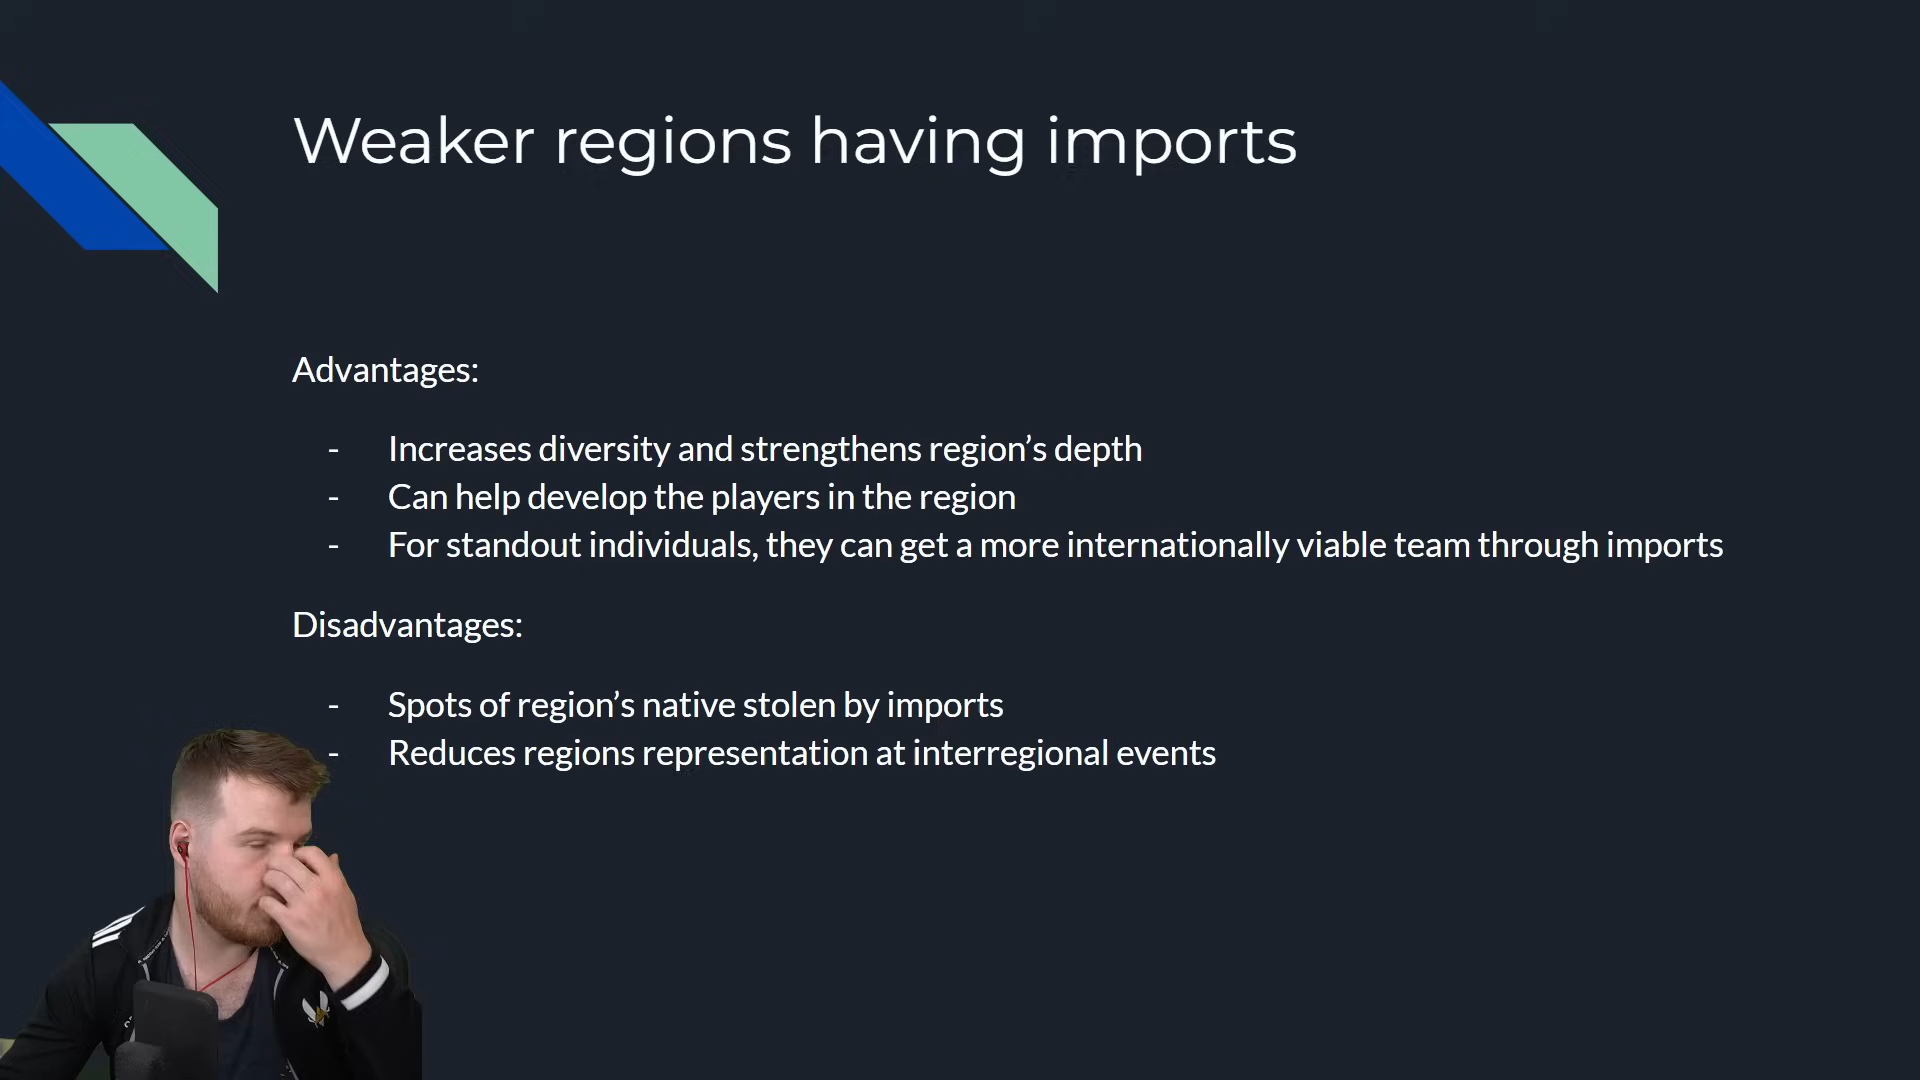 Weaker regions having imports
Advantages:
- Increases diversity and strengthens region’s depth
- Can help develop the players in the region
- For standout individuals, they can get a more internationally viable team through imports
Disadvantages:
- Spots of region’s native stolen by imports
- Reduces regions representation at interregional events